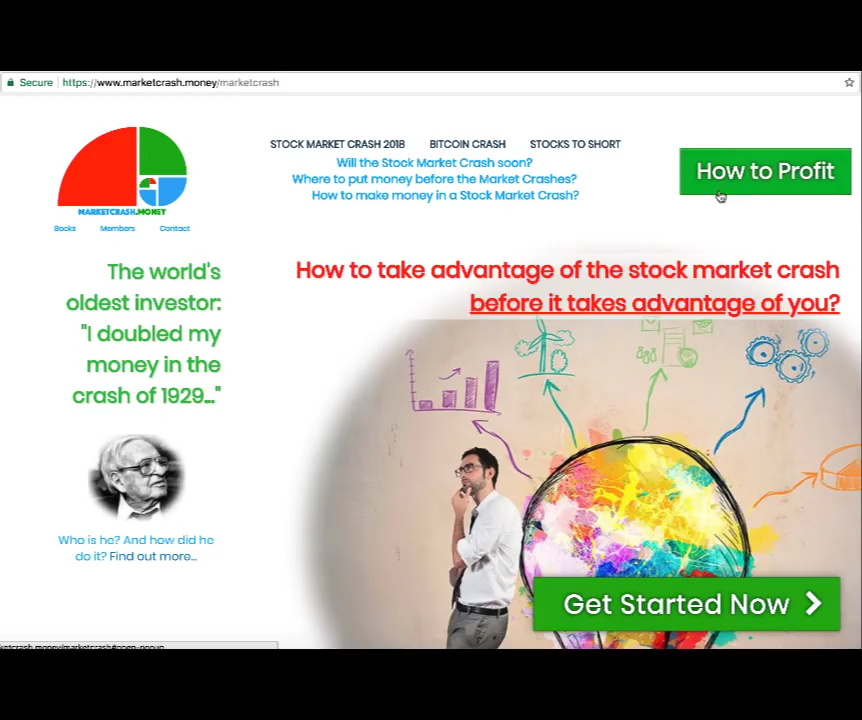 Secure https://www.marketcrash.money/marketcrash
STOCK MARKET CRASH 2018 BITCOIN CRASH STOCKS TO SHORT
Will the Stock Market Crash soon?
Where to put money before the Market Crashes?
How to make money in a Stock Market Crash?
How to Profit
MARKETCRASH.MONEY
Books Members Contact
The world's
oldest investor:
"I doubled my
money in the
crash of 1929..."
Who is he? And how did he
do it? Find out more...
How to take advantage of the stock market crash
before it takes advantage of you?
Get Started Now